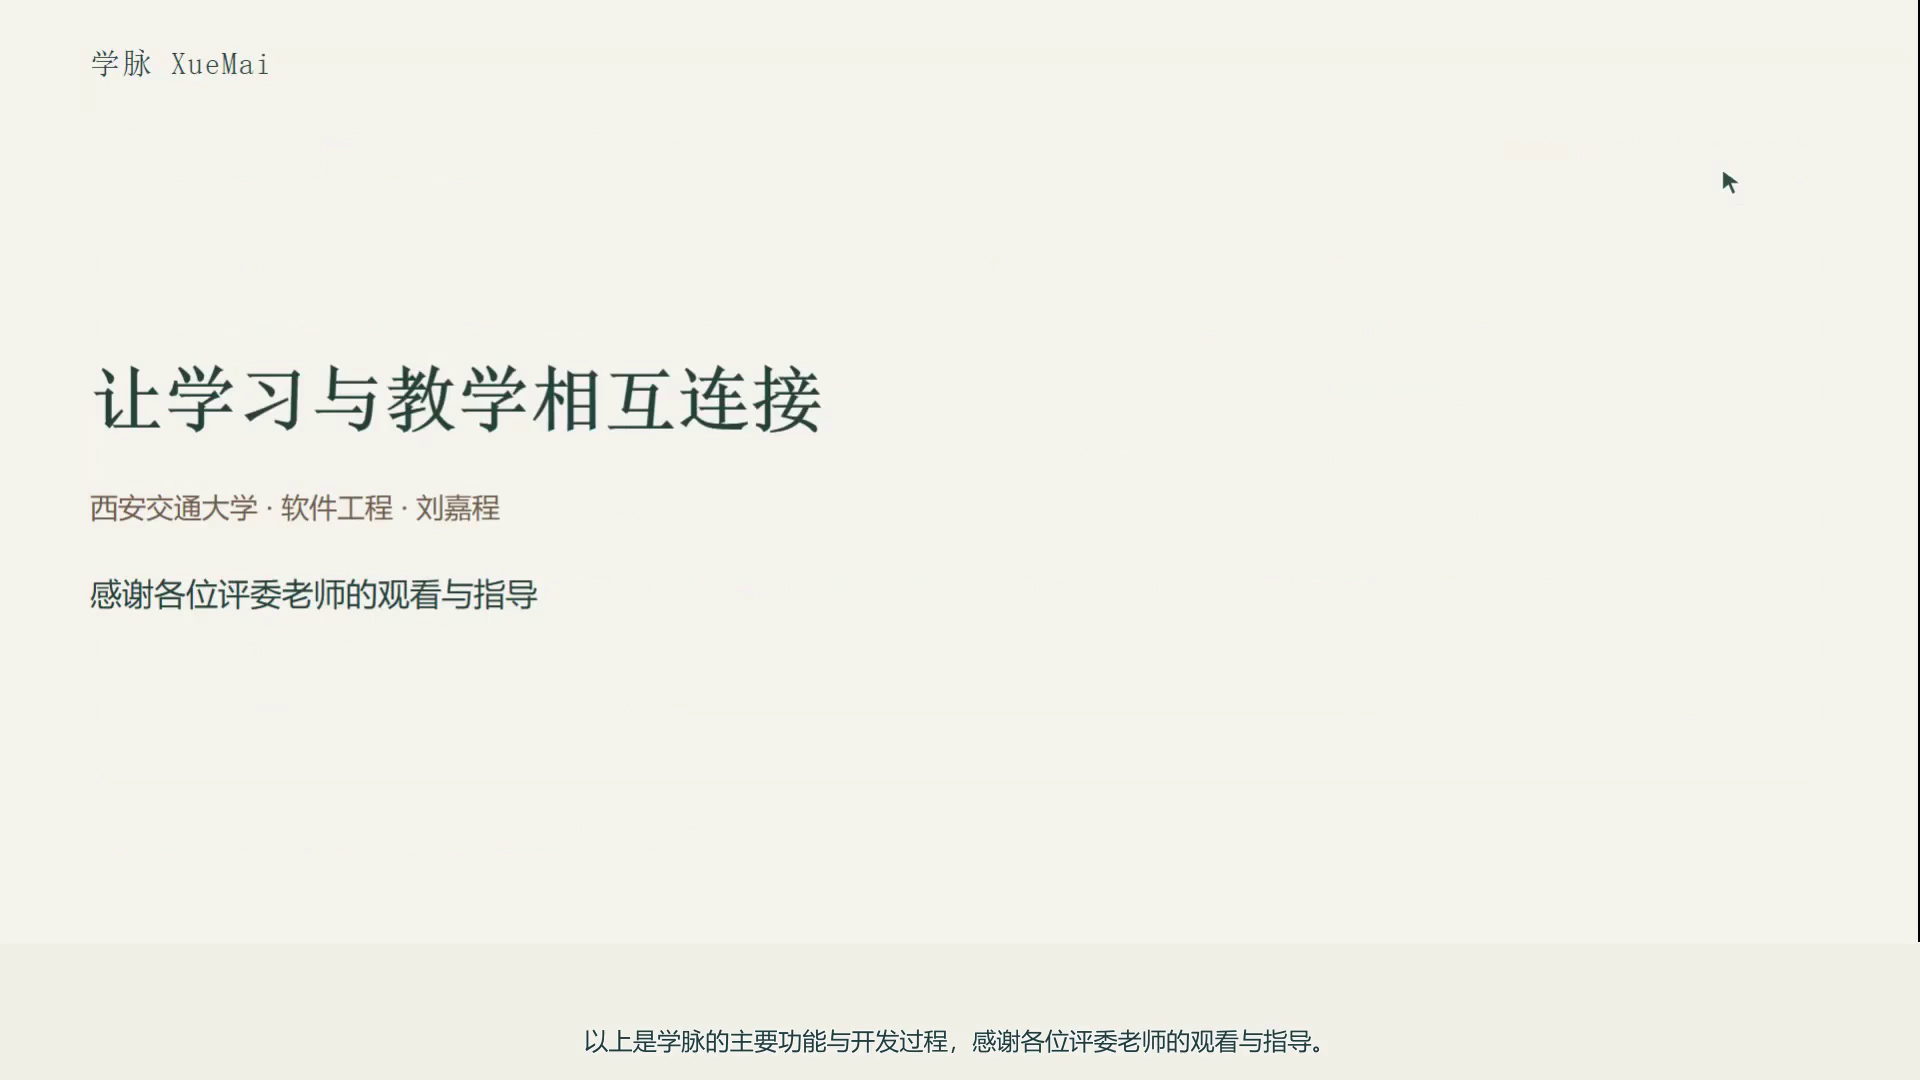 学脉 XueMai
让学习与教学相互连接
西安交通大学 · 软件工程 · 刘嘉程
感谢各位评委老师的观看与指导
以上是学脉的主要功能与开发过程，感谢各位评委老师的观看与指导。